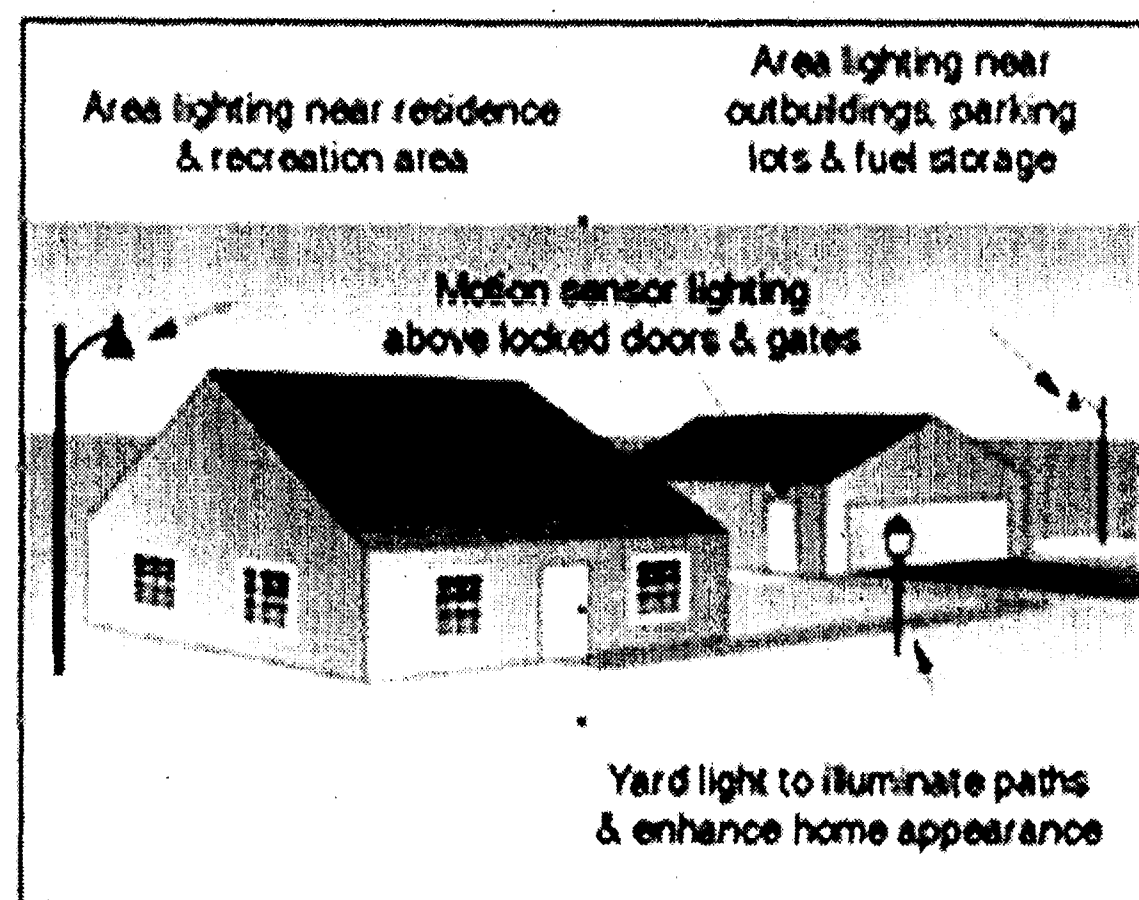 Area lighting near residence
& recreation area
Area lighting near
outbuildings, parking
lots & fuel storage
Motion sensor lighting
above locked doors & gates
Yard light to illuminate paths
& enhance home appearance